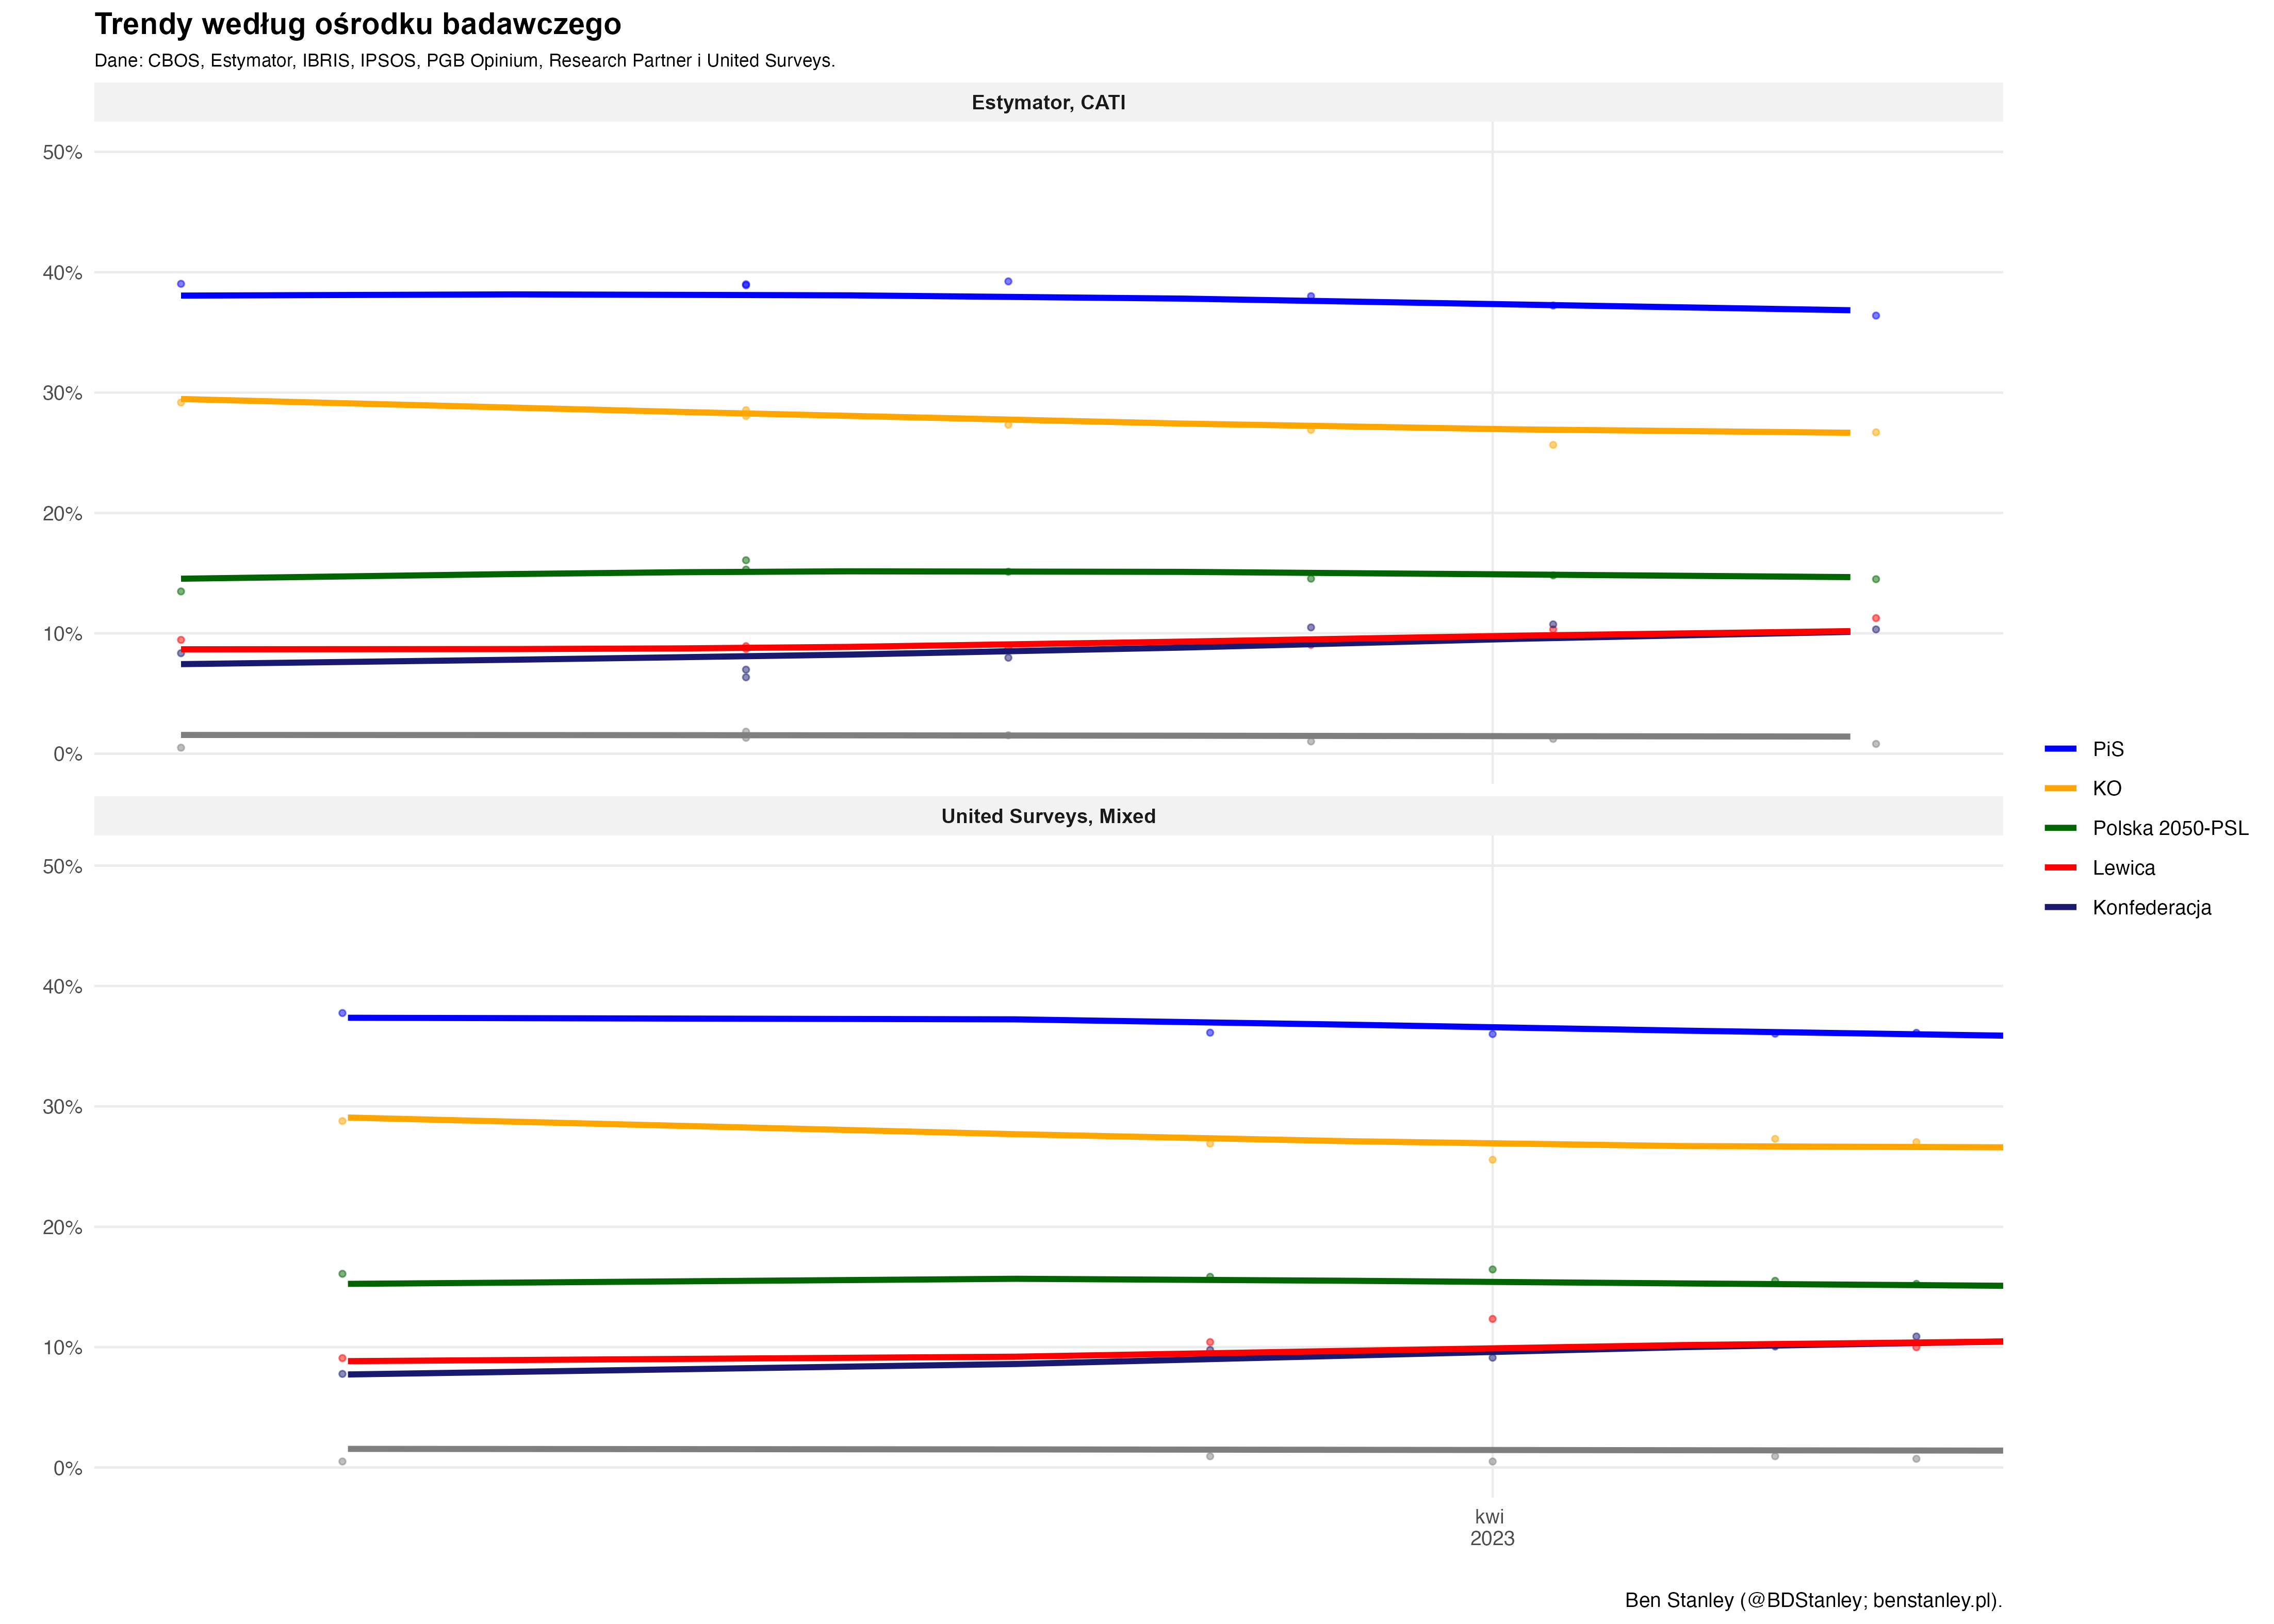 Trendy według ośrodku badawczego
Dane: CBOS, Estymator, IBRIS, IPSOS, PGB Opinium, Research Partner i United Surveys.
Estymator, CATI
50%
40%
30%
20%
10%
0%
United Surveys, Mixed
50%
40%
30%
20%
10%
0%
kwi
2023
PiS
KO
Polska 2050-PSL
Lewica
Konfederacja
Ben Stanley (@BDStanley; benstanley.pl).